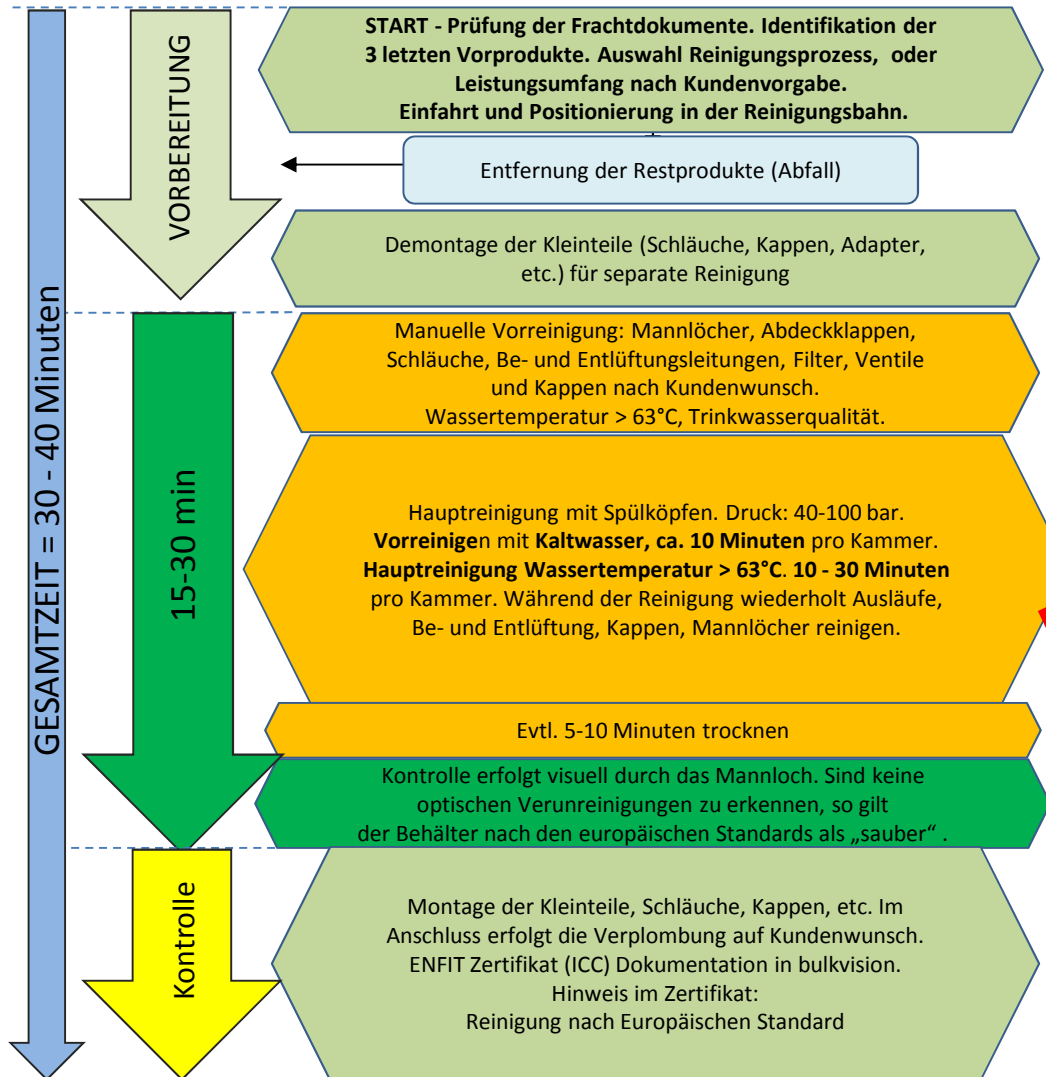 GESAMTZEIT = 30 - 40 Minuten
VORBEREITUNG
START - Prüfung der Frachtdokumente. Identifikation der
3 letzten Vorprodukte. Auswahl Reinigungsprozess, oder
Leistungsumfang nach Kundenvorgabe.
Einfahrt und Positionierung in der Reinigungsbahn.
Entfernung der Restprodukte (Abfall)
Demontage der Kleinteile (Schläuche, Kappen, Adapter,
etc.) für separate Reinigung
15-30 min
Manuelle Vorreinigung: Mannlöcher, Abdeckklappen,
Schläuche, Be- und Entlüftungsleitungen, Filter, Ventile
und Kappen nach Kundenwunsch.
Wassertemperatur > 63°C, Trinkwasserqualität.
Hauptreinigung mit Spülköpfen. Druck: 40-100 bar.
Vorreinigen mit Kaltwasser, ca. 10 Minuten pro Kammer.
Hauptreinigung Wassertemperatur > 63°C. 10 - 30 Minuten
pro Kammer. Während der Reinigung wiederholt Ausläufe,
Be- und Entlüftung, Kappen, Mannlöcher reinigen.
Evtl. 5-10 Minuten trocknen
Kontrolle erfolgt visuell durch das Mannloch. Sind keine
optischen Verunreinigungen zu erkennen, so gilt
der Behälter nach den europäischen Standards als „sauber“ .
Kontrolle
Montage der Kleinteile, Schläuche, Kappen, etc. Im
Anschluss erfolgt die Verplombung auf Kundenwunsch.
ENFIT Zertifikat (ICC) Dokumentation in bulkvision.
Hinweis im Zertifikat:
Reinigung nach Europäischen Standard